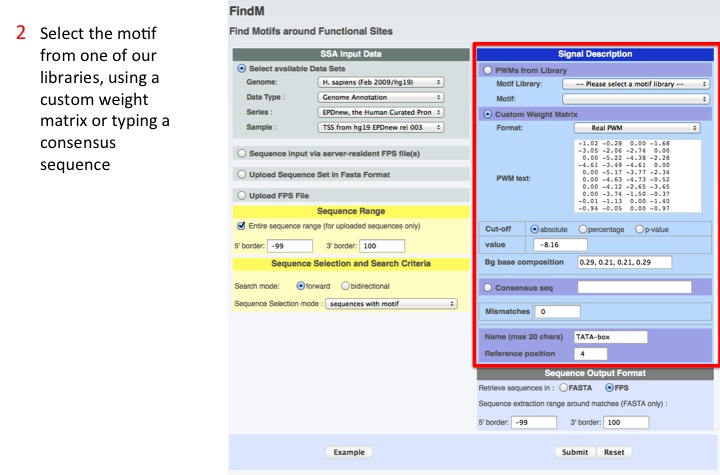 2 Select the motif
from one of our
libraries, using a
custom weight
matrix or typing a
consensus
sequence
FindM
Find Motifs around Functional Sites
SSA Input Data
Select available Data Sets
Genome: H. sapiens (Feb 2009/hg19)
Data Type : Genome Annotation
Series : EPDnew, the Human Curated Pron
Sample : TSS from hg19 EPDnew rel 003
Sequence input via server-resident FPS file(s)
Upload Sequence Set in Fasta Format
Upload FPS File
Sequence Range
Entire sequence range (for uploaded sequences only)
5' border: -99 3' border: 100
Sequence Selection and Search Criteria
Search mode: forward bidirectional
Sequence Selection mode : sequences with motif
Signal Description
PWMs from Library
Motif Library: -- Please select a motif library --
Motif:
Custom Weight Matrix
Format: Real PWM
PWM text:
-1.02 -0.28 0.00 -1.68
-3.05 -2.06 -2.74 0.00
0.00 -5.22 -4.38 -2.28
-4.61 -3.49 -4.61 0.00
0.00 -5.17 -3.77 -2.34
0.00 -4.63 -4.73 -0.52
0.00 -4.12 -2.65 -3.65
0.00 -3.74 -1.50 -0.37
-0.01 -1.13 0.00 -1.40
-0.94 -0.05 0.00 -0.97
Cut-off absolute percentage p-value
value -8.16
Bg base composition 0.29, 0.21, 0.21, 0.29
Consensus seq
Mismatches 0
Name (max 20 chars) TATA-box
Reference position 4
Sequence Output Format
Retrieve sequences in : FASTA FPS
Sequence extraction range around matches (FASTA only) :
5' border: -99 3' border: 100
Example
Submit Reset